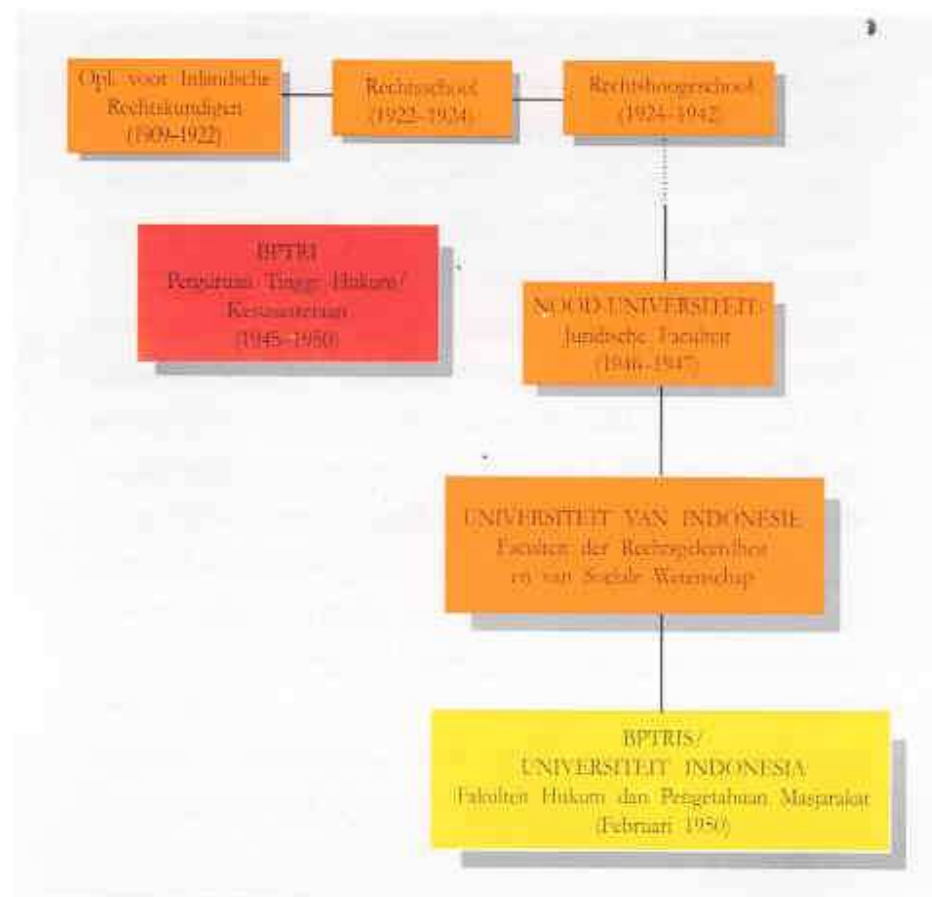 Opl. voor Inlandsche
Rechtskundigen
(1909–1922)
Rechtsschool
(1922–1924)
Rechtshoogeschool
(1924–1942)
BPTRI
Perguruan Tinggi Hukum/
Kesusasteraan
(1945–1950)
NOOD-UNIVERSITEIT:
Juridische Faculteit
(1946–1947)
UNIVERSITEIT VAN INDONESIE
Faculteit der Rechtsgeleerdheit
en van Sociale Wetenschap
BPTRIS/
UNIVERSITEIT INDONESIA
Fakulteit Hukum dan Pengetahuan Masjarakat
(Februari 1950)